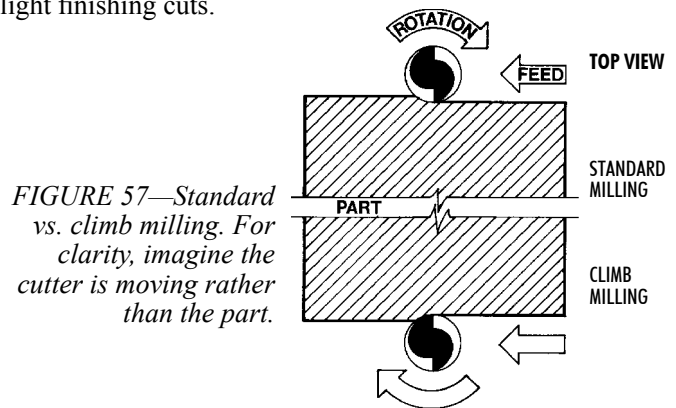 light finishing cuts.
ROTATION
FEED
TOP VIEW
FIGURE 57—Standard
vs. climb milling. For
clarity, imagine the
cutter is moving rather
than the part.
PART
STANDARD
MILLING
CLIMB
MILLING